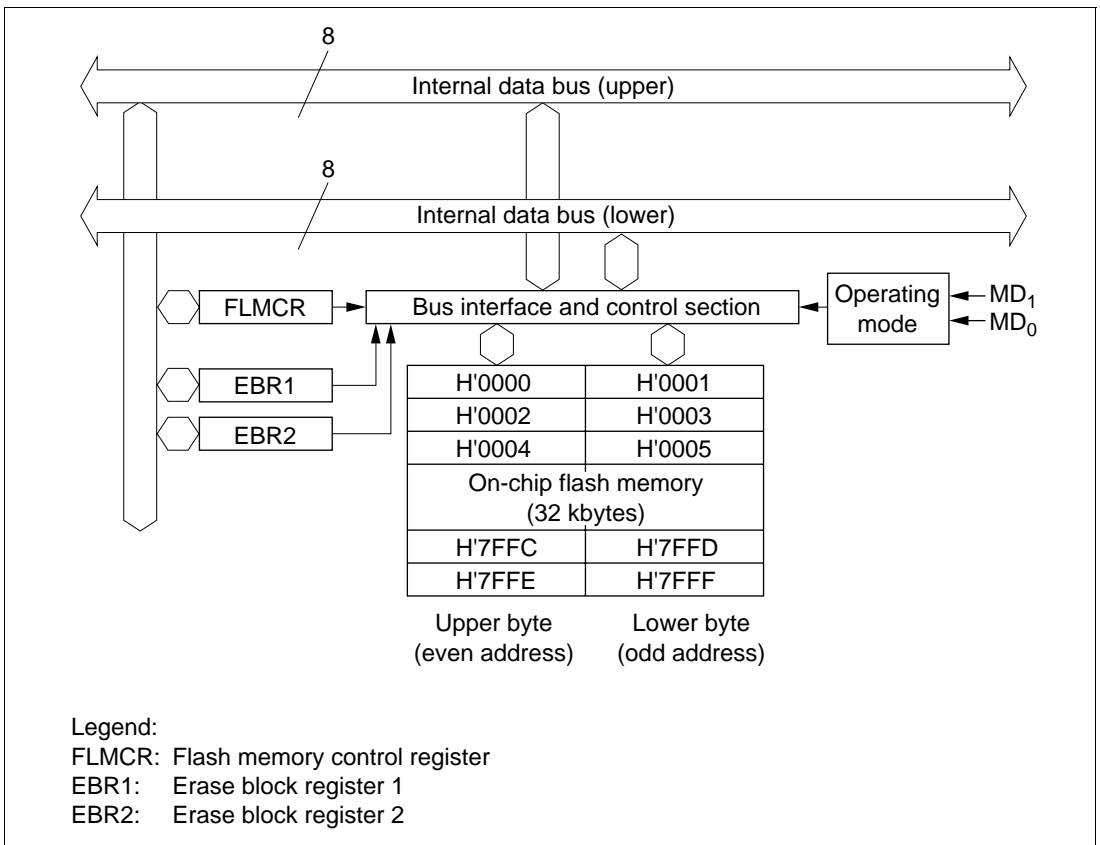 8
Internal data bus (upper)
8
Internal data bus (lower)
FLMCR
Bus interface and control section
Operating
mode
MD1
MD0
EBR1
EBR2
H'0000 H'0001
H'0002 H'0003
H'0004 H'0005
On-chip flash memory
(32 kbytes)
H'7FFC H'7FFD
H'7FFE H'7FFF
Upper byte
(even address)
Lower byte
(odd address)
Legend:
FLMCR: Flash memory control register
EBR1: Erase block register 1
EBR2: Erase block register 2